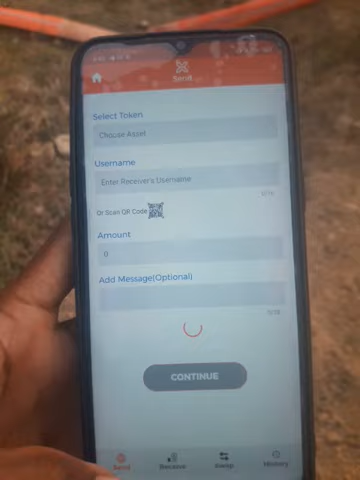 Send
Select Token
Choose Asset
Username
Enter Receiver's Username
Or Scan QR Code
Amount
0
Add Message(Optional)
CONTINUE
Send
Receive
Swap
History